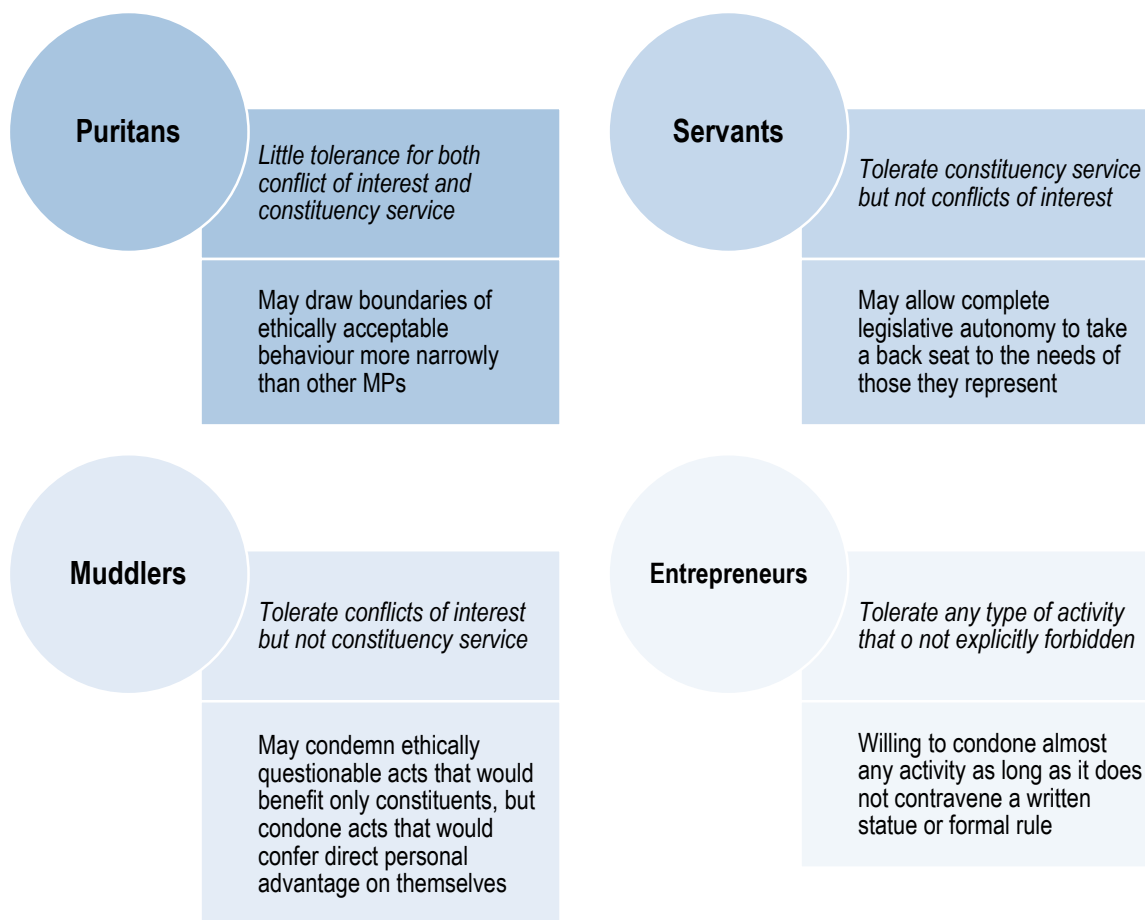 Puritans
Little tolerance for both
conflict of interest and
constituency service
May draw boundaries of
ethically acceptable
behaviour more narrowly
than other MPs
Servants
Tolerate constituency service
but not conflicts of interest
May allow complete
legislative autonomy to take
a back seat to the needs of
those they represent
Muddlers
Tolerate conflicts of interest
but not constituency service
May condemn ethically
questionable acts that would
benefit only constituents, but
condone acts that would
confer direct personal
advantage on themselves
Entrepreneurs
Tolerate any type of activity
that o not explicitly forbidden
Willing to condone almost
any activity as long as it does
not contravene a written
statue or formal rule